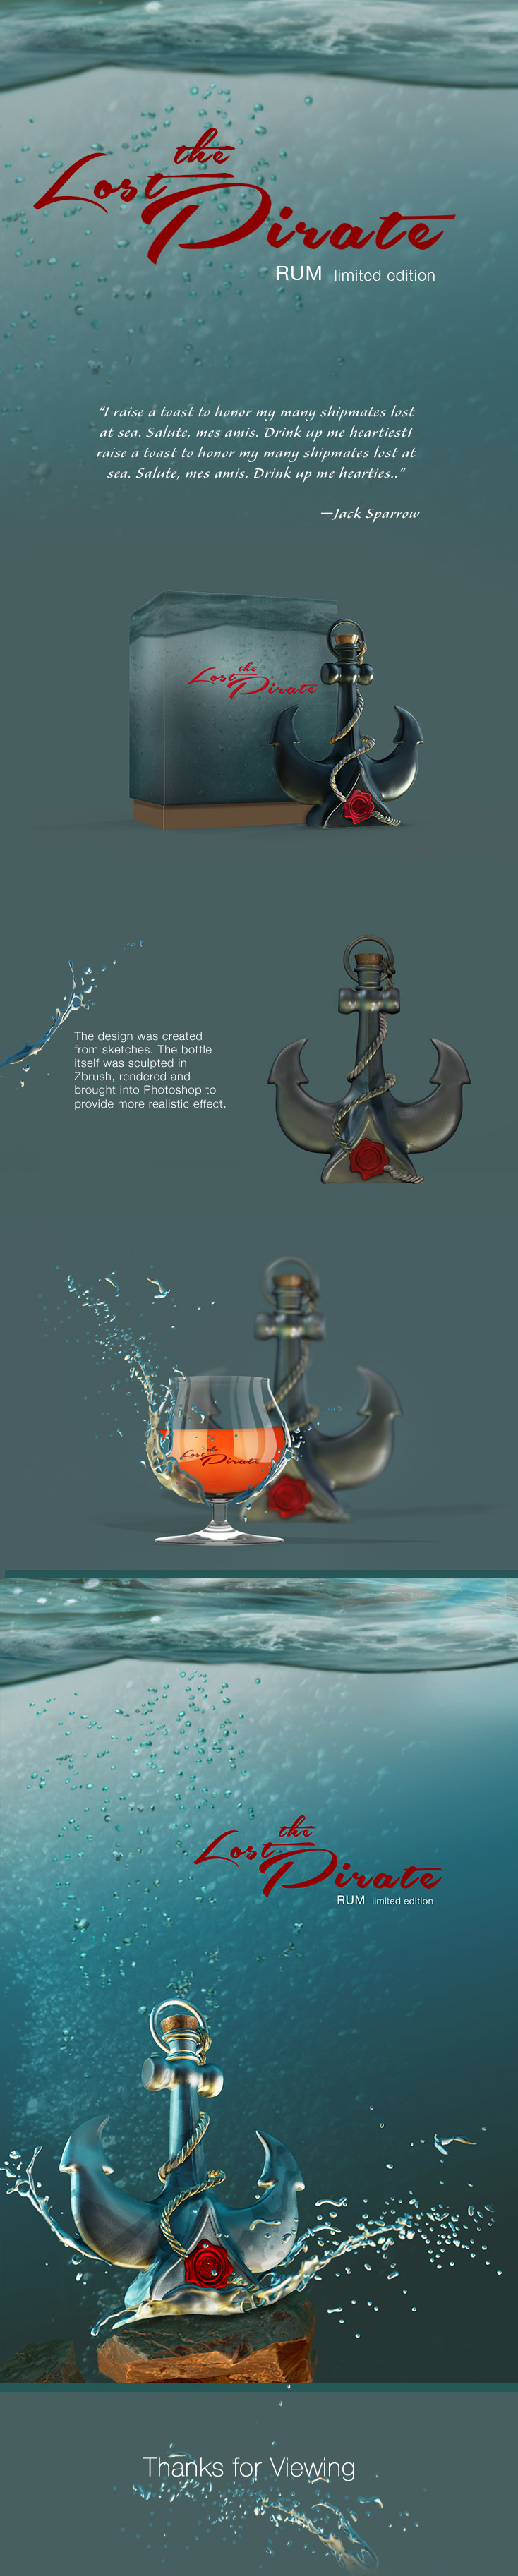 the
Lost
Pirate
RUM limited edition
“I raise a toast to honor my many shipmates lost
at sea. Salute, mes amis. Drink up me heartiestI
raise a toast to honor my many shipmates lost at
sea. Salute, mes amis. Drink up me hearties..”
—Jack Sparrow
the
Lost
Pirate
The design was created
from sketches. The bottle
itself was sculpted in
Zbrush, rendered and
brought into Photoshop to
provide more realistic effect.
the
Lost
Pirate
the
Lost
Pirate
RUM limited edition
Thanks for Viewing